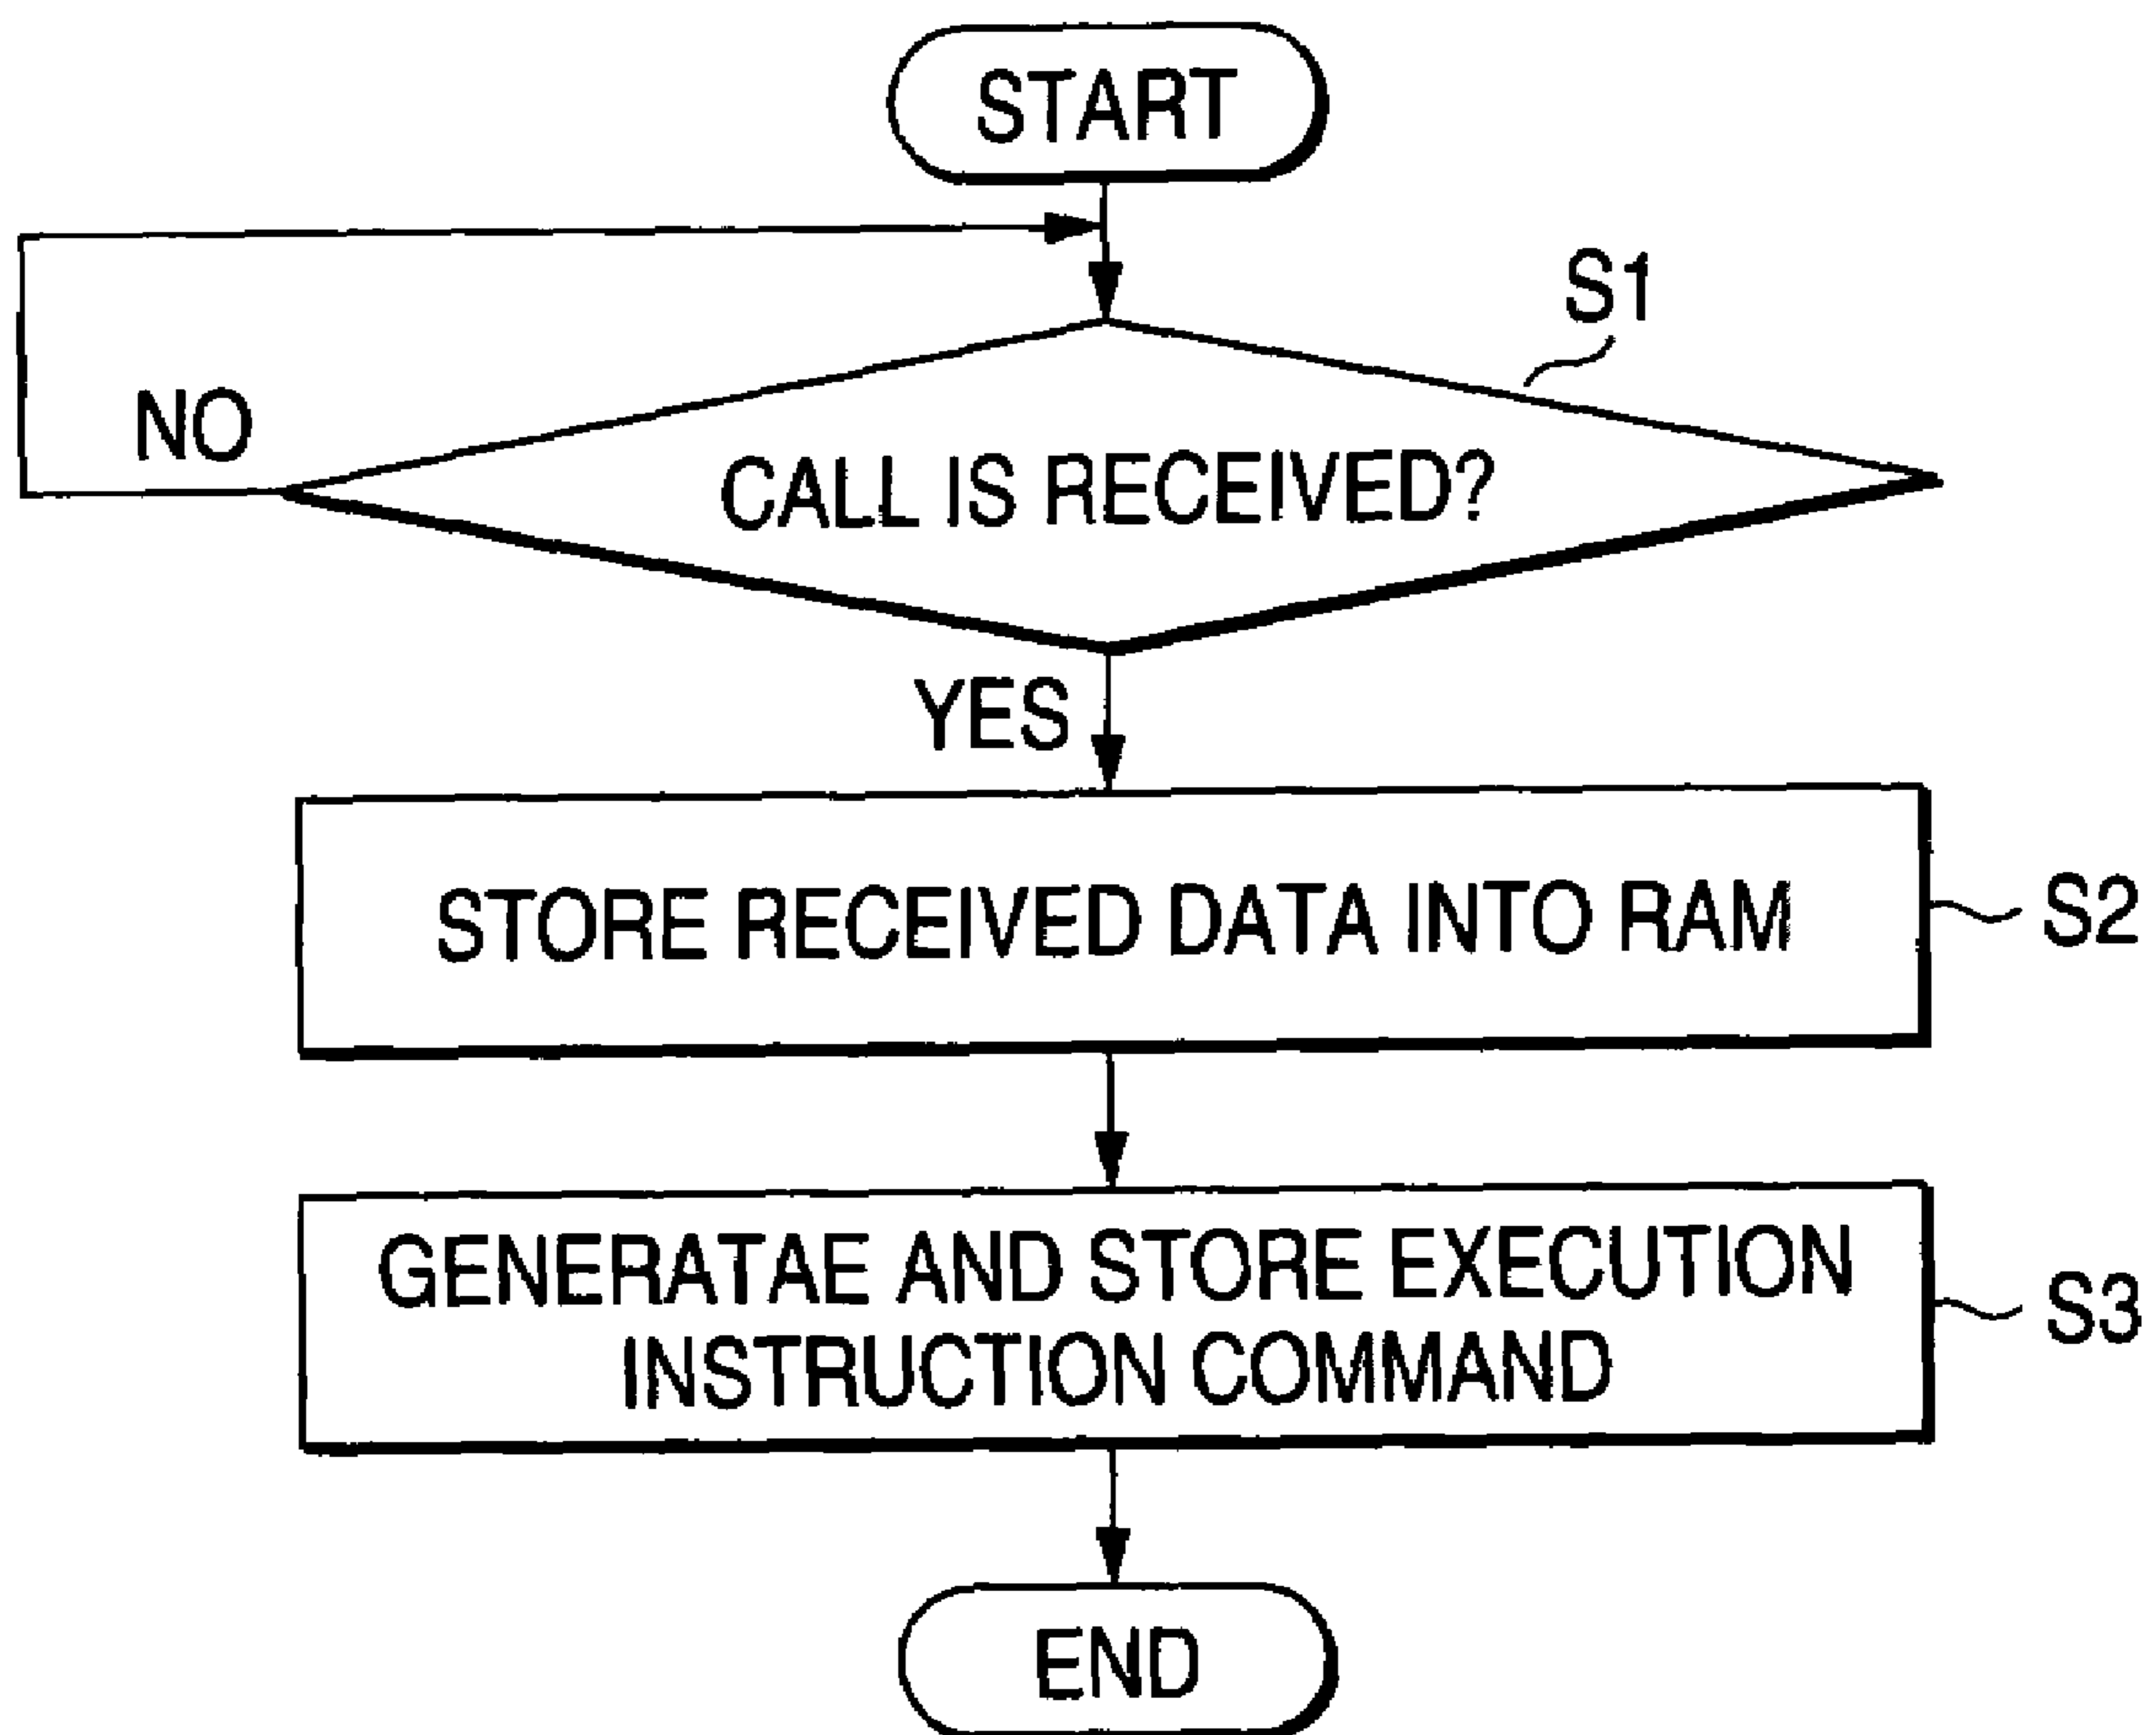 START
S1
NO
CALL IS RECEIVED?
YES
STORE RECEIVED DATA INTO RAM
S2
GENERATAE AND STORE EXECUTION
INSTRUCTION COMMAND
S3
END